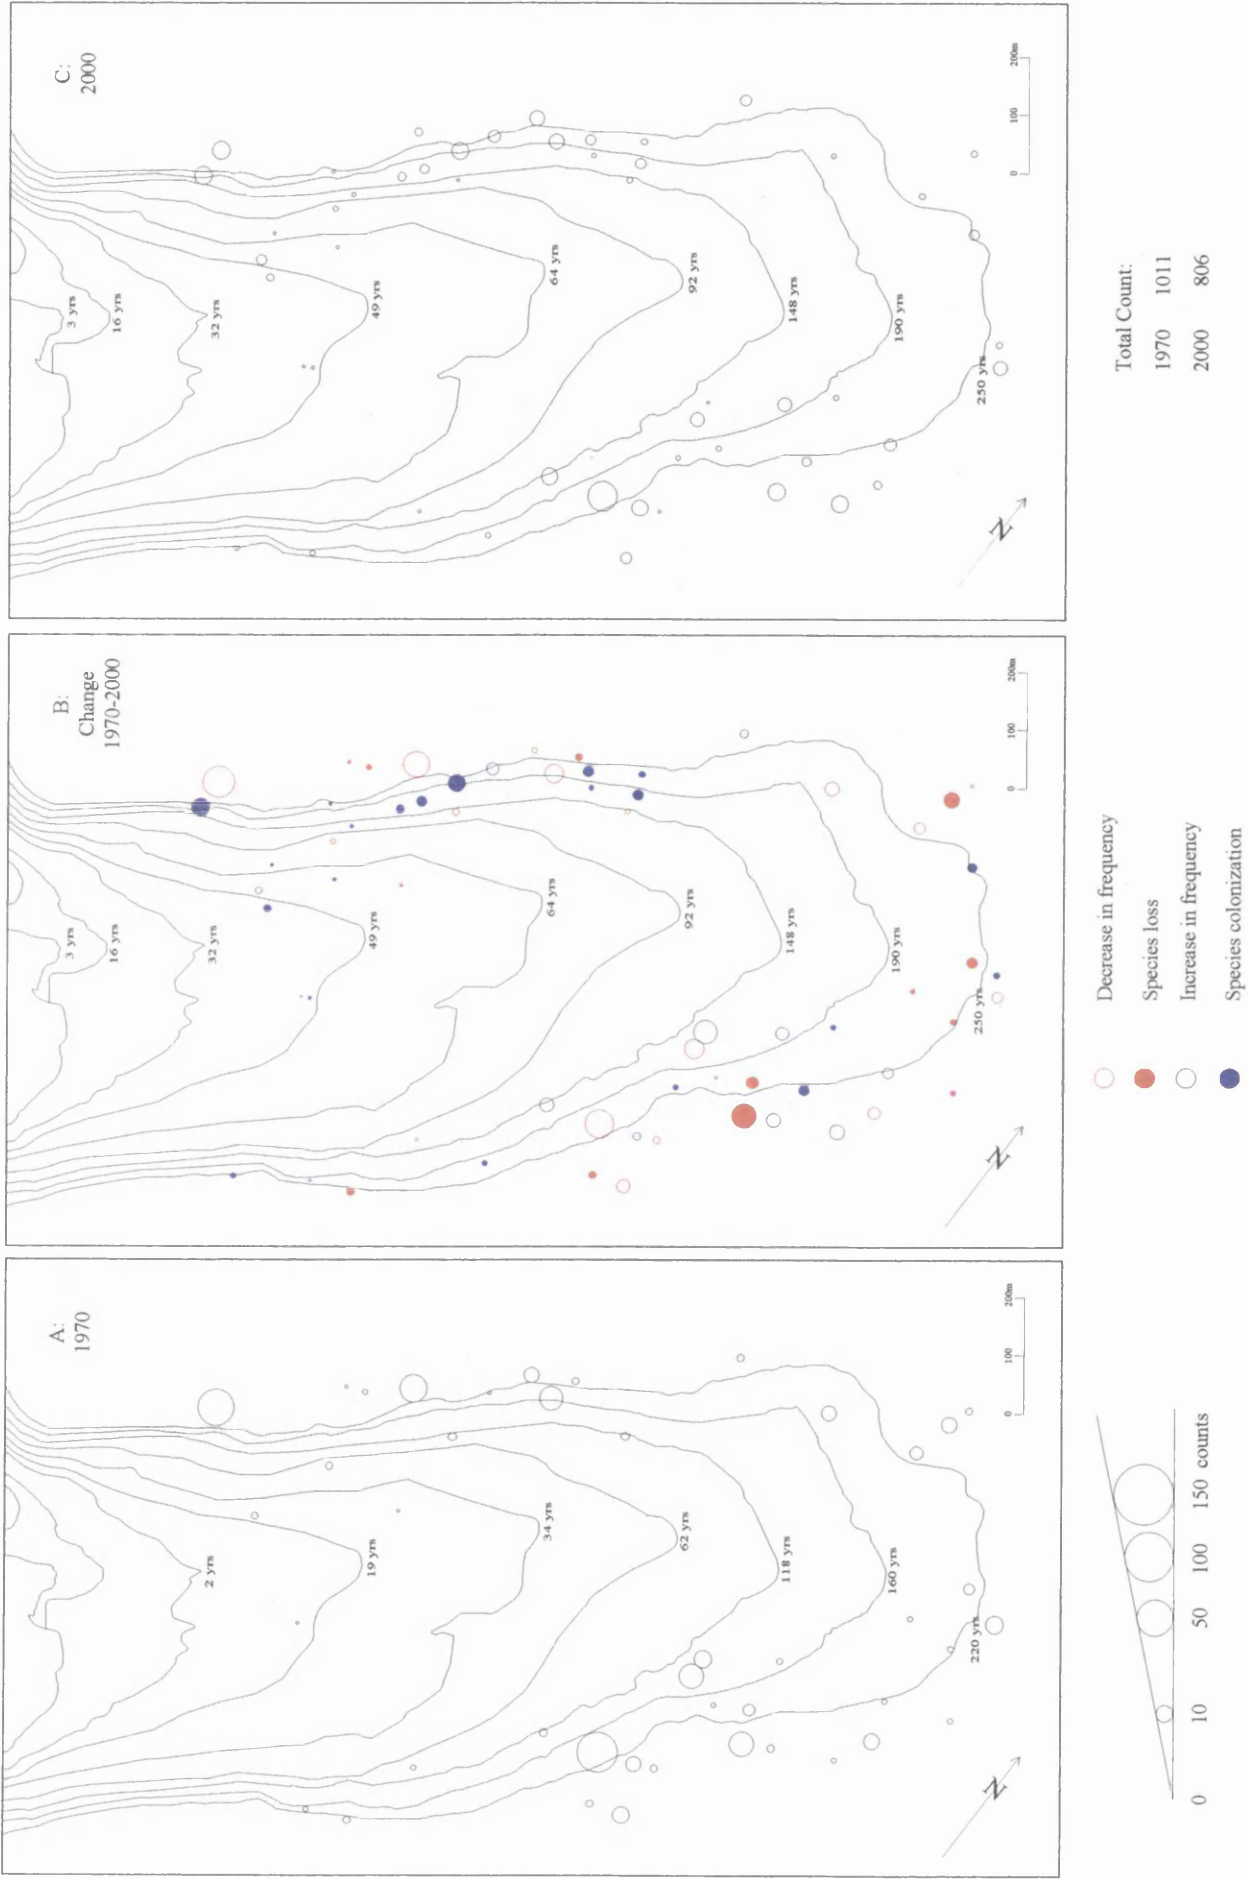 A:
1970
2 yrs
19 yrs
34 yrs
62 yrs
118 yrs
160 yrs
220 yrs
0 100 200m
N
B:
Change
1970-2000
3 yrs
16 yrs
32 yrs
49 yrs
64 yrs
92 yrs
148 yrs
190 yrs
250 yrs
0 100 200m
N
C:
2000
3 yrs
16 yrs
32 yrs
49 yrs
64 yrs
92 yrs
148 yrs
190 yrs
250 yrs
0 100 200m
N
0 10 50 100 150 counts
Decrease in frequency
Species loss
Increase in frequency
Species colonization
Total Count:
1970 1011
2000 806